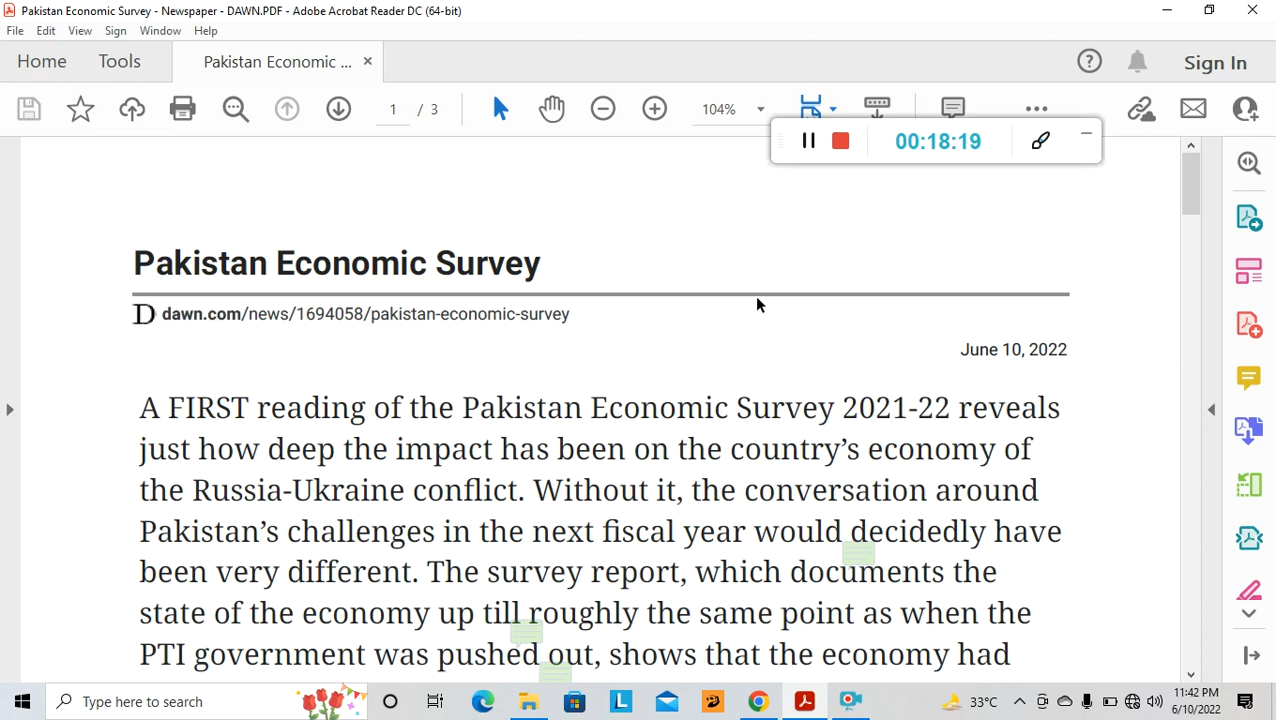 Pakistan Economic Survey - Newspaper - DAWN.PDF - Adobe Acrobat Reader DC (64-bit)
File Edit View Sign Window Help
Home Tools Pakistan Economic ... × Sign In
1 / 3 104%
00:18:19
Pakistan Economic Survey
D dawn.com/news/1694058/pakistan-economic-survey
June 10, 2022
A FIRST reading of the Pakistan Economic Survey 2021-22 reveals
just how deep the impact has been on the country’s economy of
the Russia-Ukraine conflict. Without it, the conversation around
Pakistan’s challenges in the next fiscal year would decidedly have
been very different. The survey report, which documents the
state of the economy up till roughly the same point as when the
PTI government was pushed out, shows that the economy had
Type here to search
33°C
11:42 PM
6/10/2022